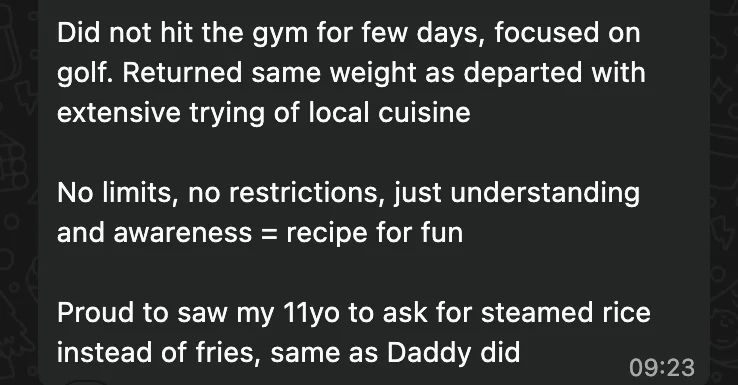 Did not hit the gym for few days, focused on
golf. Returned same weight as departed with
extensive trying of local cuisine
No limits, no restrictions, just understanding
and awareness = recipe for fun
Proud to saw my 11yo to ask for steamed rice
instead of fries, same as Daddy did
09:23